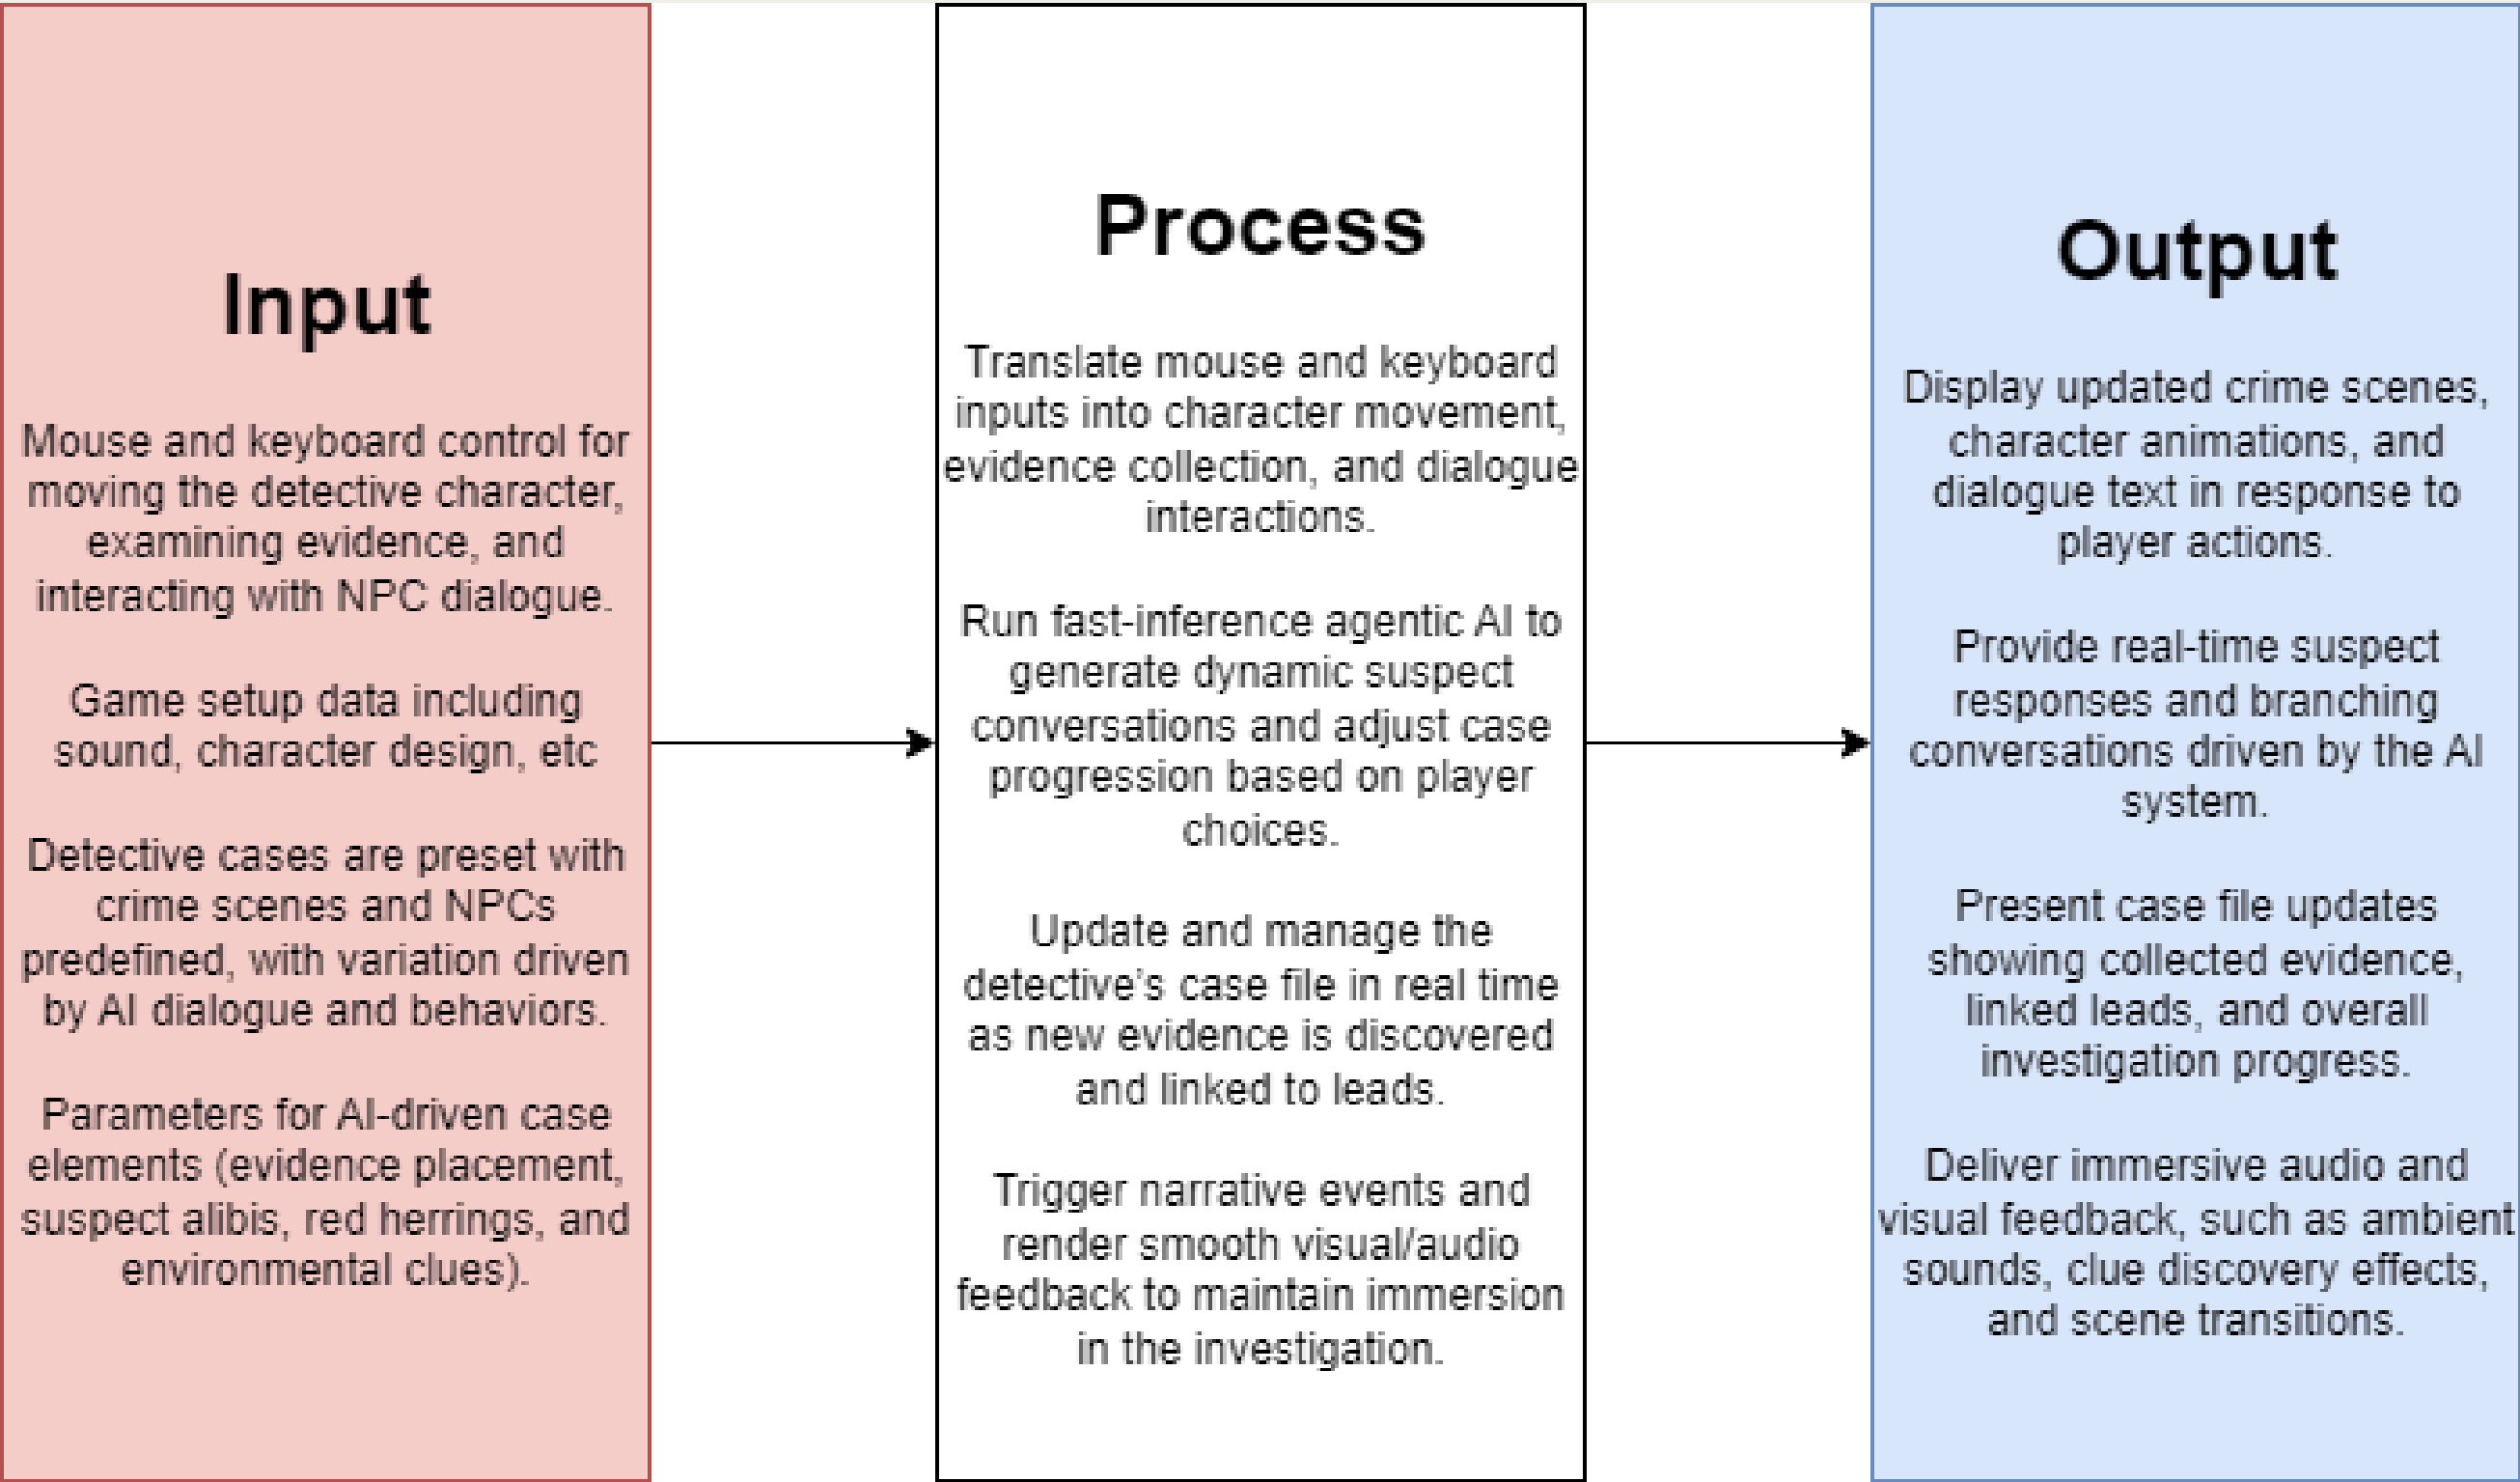 Input
Mouse and keyboard control for
moving the detective character,
examining evidence, and
interacting with NPC dialogue.
Game setup data including
sound, character design, etc
Detective cases are preset with
crime scenes and NPCs
predefined, with variation driven
by AI dialogue and behaviors.
Parameters for AI-driven case
elements (evidence placement,
suspect alibis, red herrings, and
environmental clues).
Process
Translate mouse and keyboard
inputs into character movement,
evidence collection, and dialogue
interactions.
Run fast-inference agentic AI to
generate dynamic suspect
conversations and adjust case
progression based on player
choices.
Update and manage the
detective's case file in real time
as new evidence is discovered
and linked to leads.
Trigger narrative events and
render smooth visual/audio
feedback to maintain immersion
in the investigation.
Output
Display updated crime scenes,
character animations, and
dialogue text in response to
player actions.
Provide real-time suspect
responses and branching
conversations driven by the AI
system.
Present case file updates
showing collected evidence,
linked leads, and overall
investigation progress.
Deliver immersive audio and
visual feedback, such as ambient
sounds, clue discovery effects,
and scene transitions.